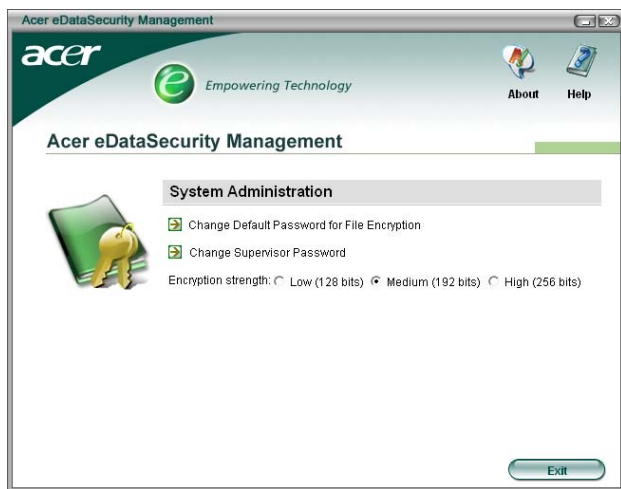 Acer eDataSecurity Management
acer
e Empowering Technology
About Help
Acer eDataSecurity Management
System Administration
Change Default Password for File Encryption
Change Supervisor Password
Encryption strength: Low (128 bits) Medium (192 bits) High (256 bits)
Exit